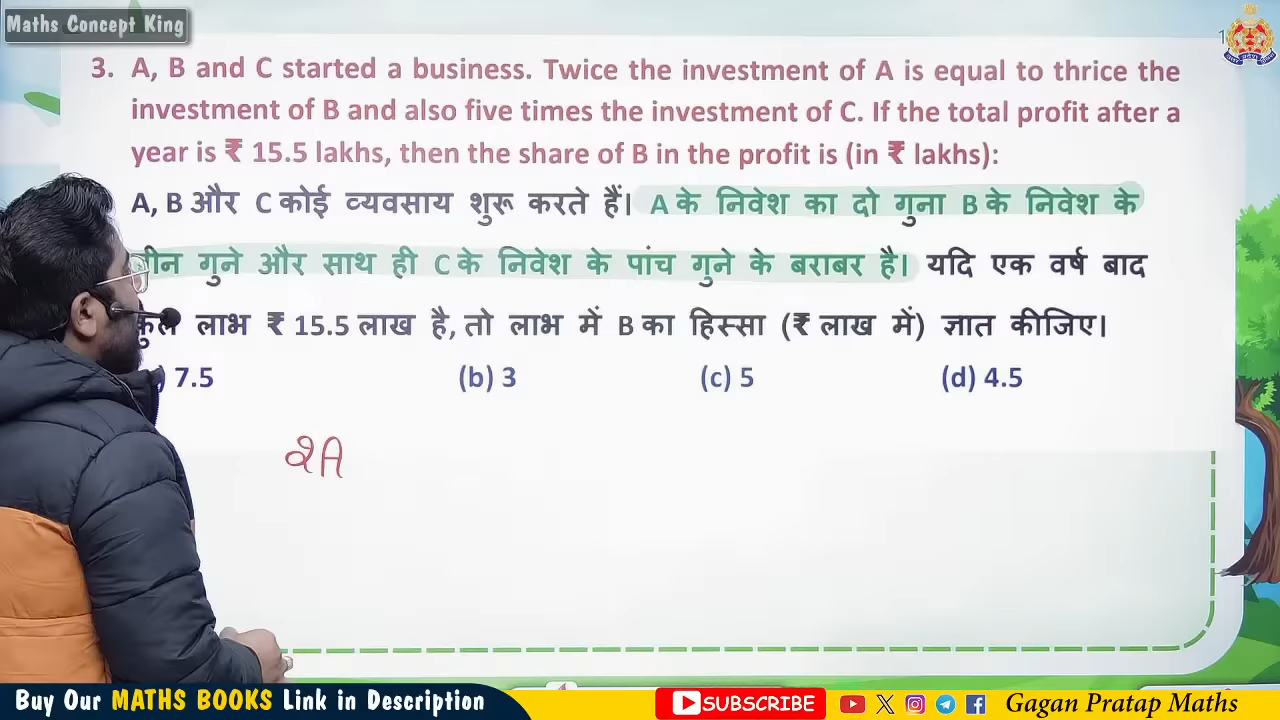 Maths Concept King
3. A, B and C started a business. Twice the investment of A is equal to thrice the
investment of B and also five times the investment of C. If the total profit after a
year is ₹ 15.5 lakhs, then the share of B in the profit is (in ₹ lakhs):
A, B और C कोई व्यवसाय शुरू करते हैं। A के निवेश का दो गुना B के निवेश के
गुने और साथ ही C के निवेश के पांच गुने के बराबर है। यदि एक वर्ष बाद
लाभ ₹ 15.5 लाख है, तो लाभ में B का हिस्सा (₹ लाख में) ज्ञात कीजिए।
) 7.5 (b) 3 (c) 5 (d) 4.5
2A
Buy Our MATHS BOOKS Link in Description SUBSCRIBE Gagan Pratap Maths